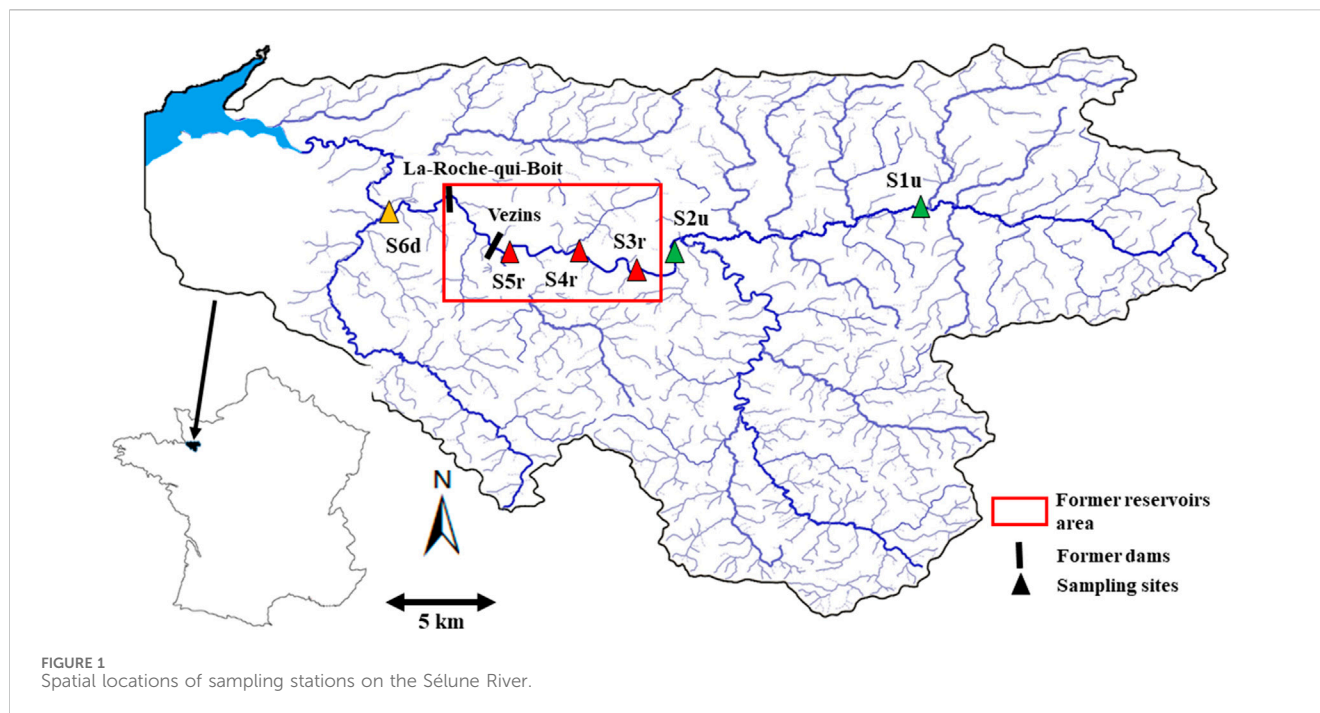 La-Roche-qui-Boit
S1u
Vezins
S2u
S6d
S3r
S5r
S4r
N
5 km
Former reservoirs
area
Former dams
Sampling sites
FIGURE 1
Spatial locations of sampling stations on the Sélune River.